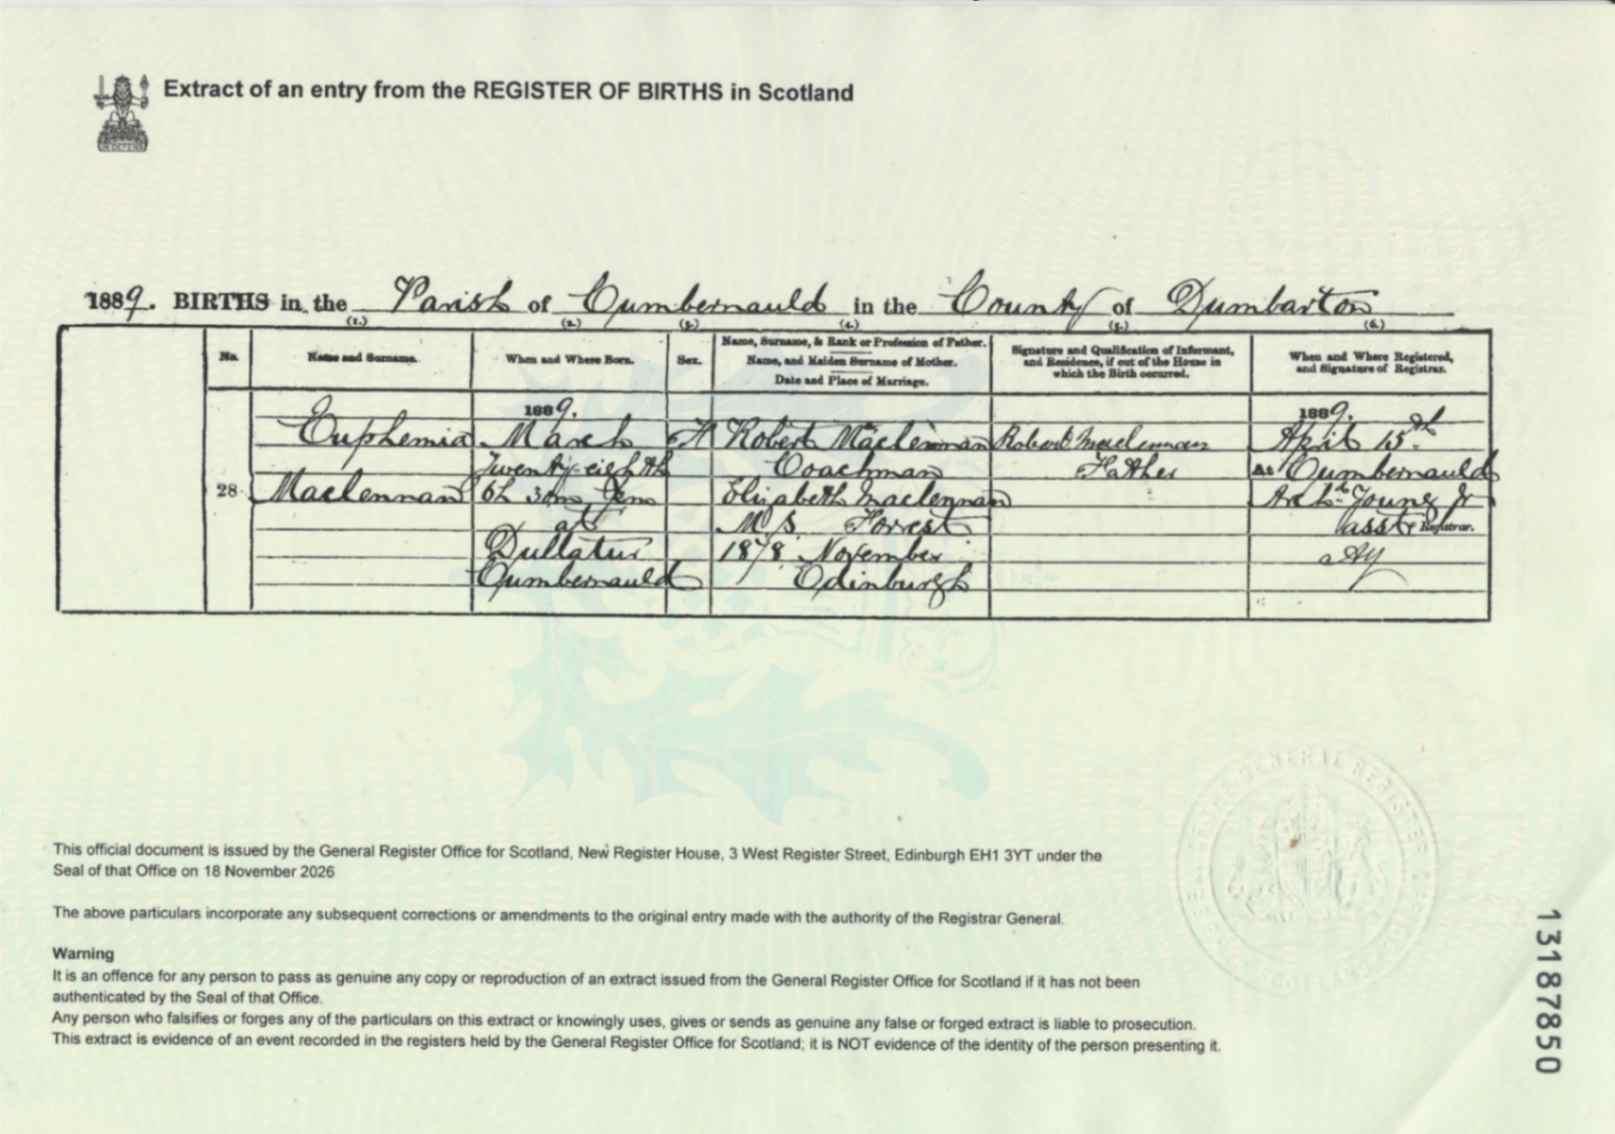 Extract of an entry from the REGISTER OF BIRTHS in Scotland
1889. BIRTHS in the Parish of Cumbernauld in the County of Dumbarton
(1.) (2.) (3.) (4.) (5.) (6.)
No. Name and Surname. When and Where Born. Sex. Name, Surname, & Rank or Profession of Father. Name, and Maiden Surname of Mother. Date and Place of Marriage. Signature and Qualification of Informant, and Residence, if out of the House in which the Birth occurred. When and Where Registered, and Signature of Registrar.
1889. 1889.
Euphemia March F Robert Maclennan Robert Maclennan April 13th
Twenty-eighth Coachman Father At Cumbernauld
28 Maclennan 6h 30m Elizabeth Maclennan Archd Young Jr
at M.S. Forrest asst Registrar.
Dullatur 1878 November AY
Cumbernauld Edinburgh
This official document is issued by the General Register Office for Scotland, New Register House, 3 West Register Street, Edinburgh EH1 3YT under the
Seal of that Office on 18 November 2026
The above particulars incorporate any subsequent corrections or amendments to the original entry made with the authority of the Registrar General.
Warning
It is an offence for any person to pass as genuine any copy or reproduction of an extract issued from the General Register Office for Scotland if it has not been
authenticated by the Seal of that Office.
Any person who falsifies or forges any of the particulars on this extract or knowingly uses, gives or sends as genuine any false or forged extract is liable to prosecution.
This extract is evidence of an event recorded in the registers held by the General Register Office for Scotland; it is NOT evidence of the identity of the person presenting it.
13187850